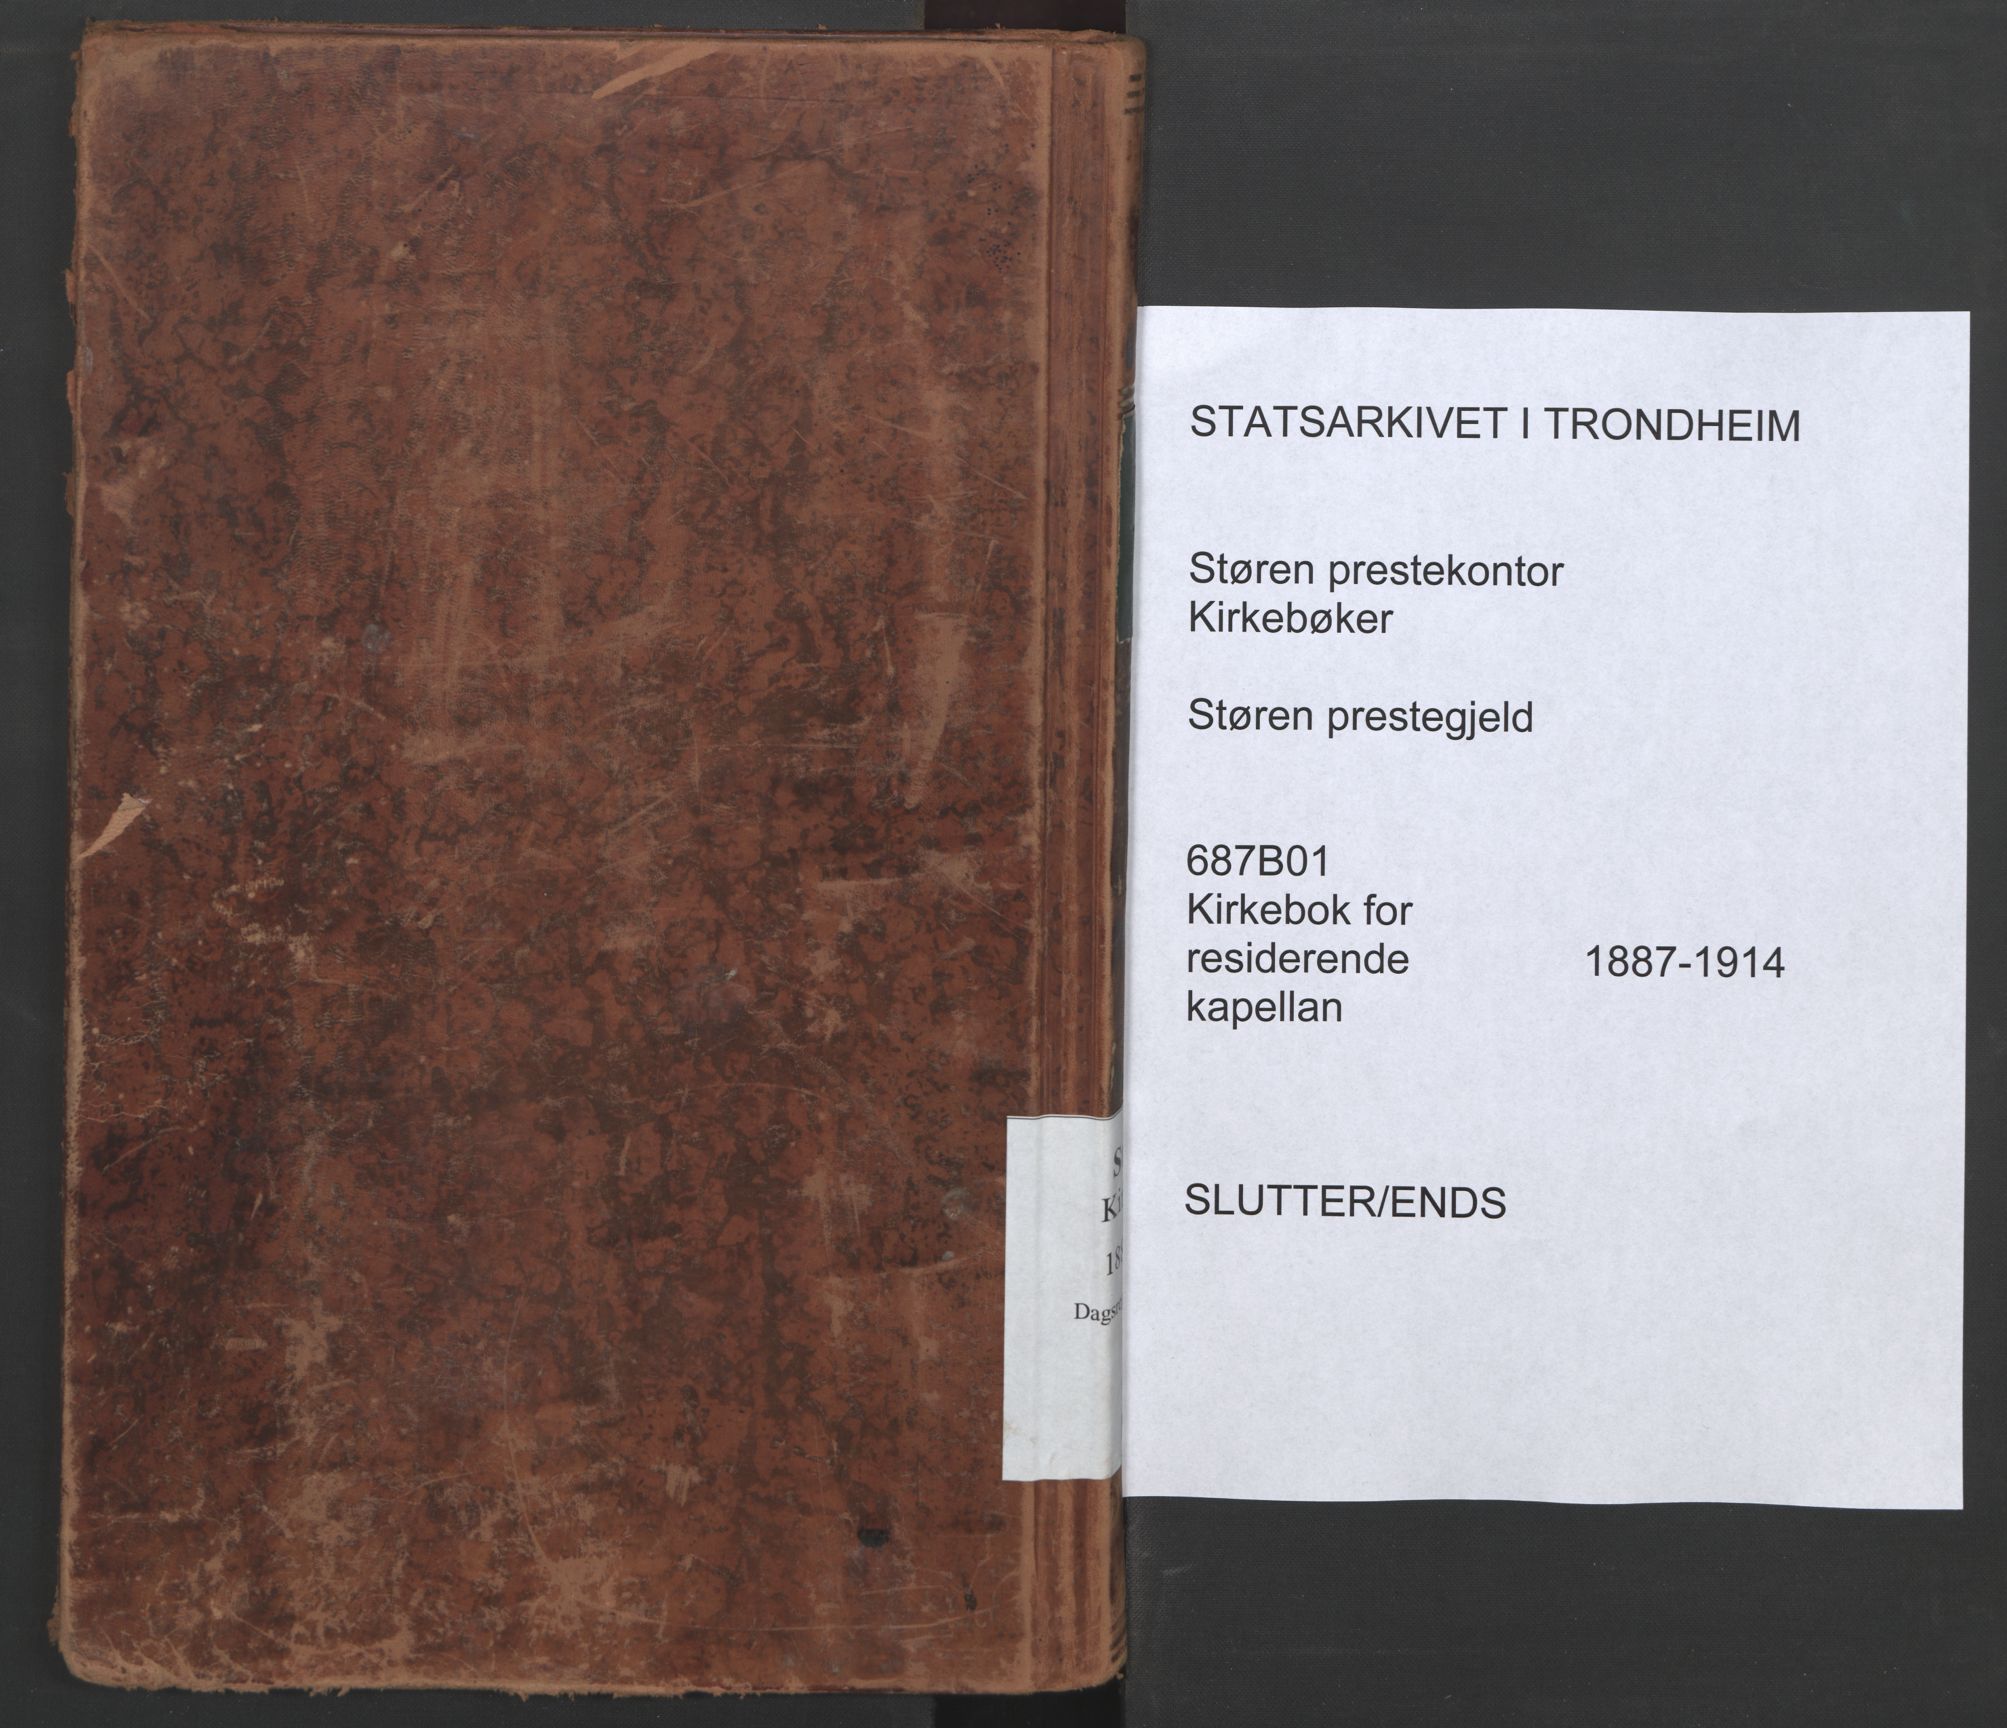 STATSARKIVET I TRONDHEIM
Støren prestekontor
Kirkebøker
Støren prestegjeld
687B01
Kirkebok for
residerende 1887-1914
kapellan
SLUTTER/ENDS